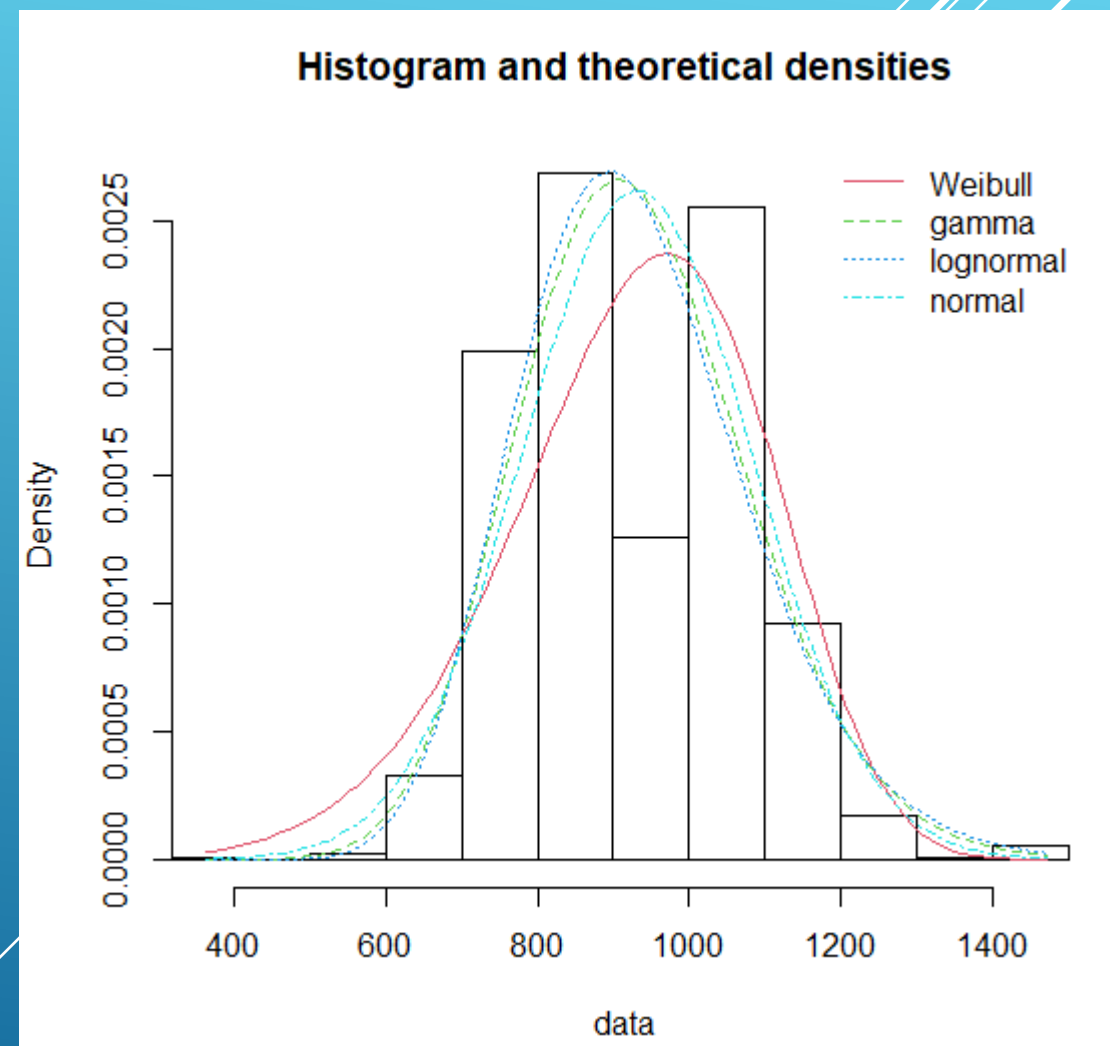 Histogram and theoretical densities
Weibull
gamma
lognormal
normal
Density
0.0025
0.0020
0.0015
0.0010
0.0005
0.0000
400 600 800 1000 1200 1400
data